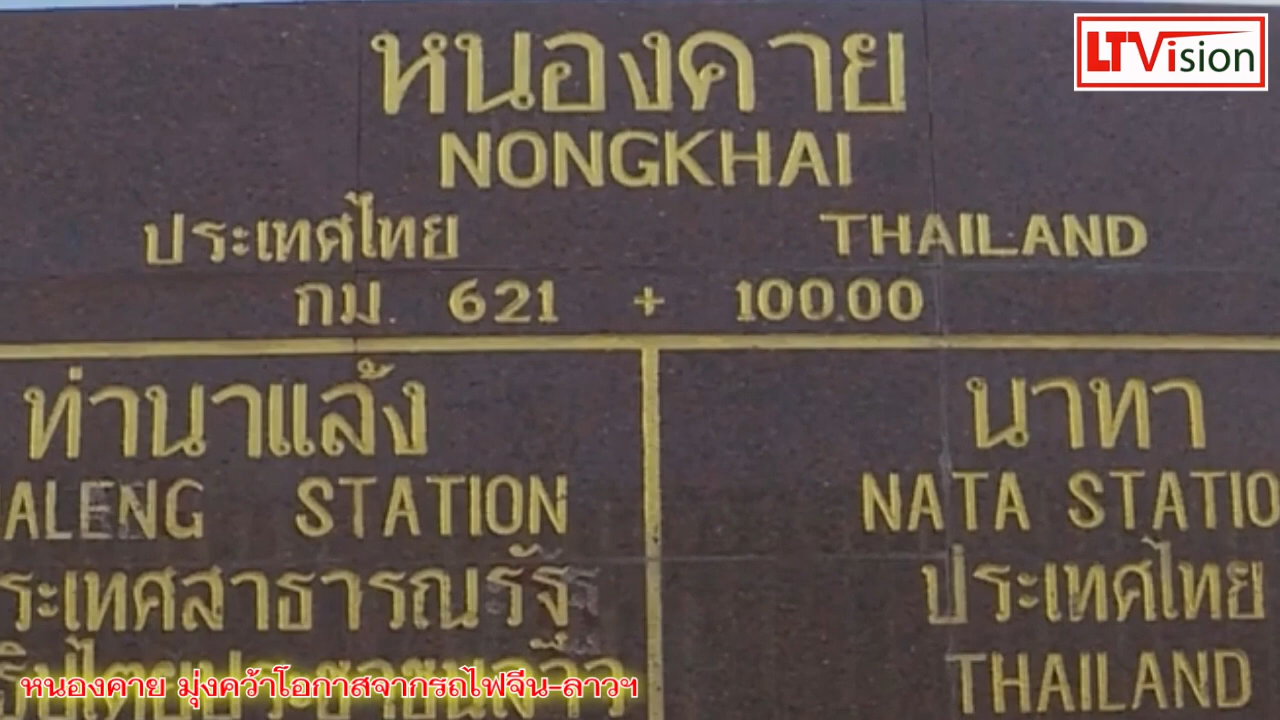 LTVision
หนองคาย
NONGKHAI
ประเทศไทย THAILAND
กม. 621 + 100.00
ท่านาแล้ง นาทา
ALENG STATION NATA STATIO
ระเทศสาธารณรัฐ ประเทศไทย
THAILAND
หนองคาย มุ่งคว้าโอกาสจากรถไฟจีน-ลาวฯ